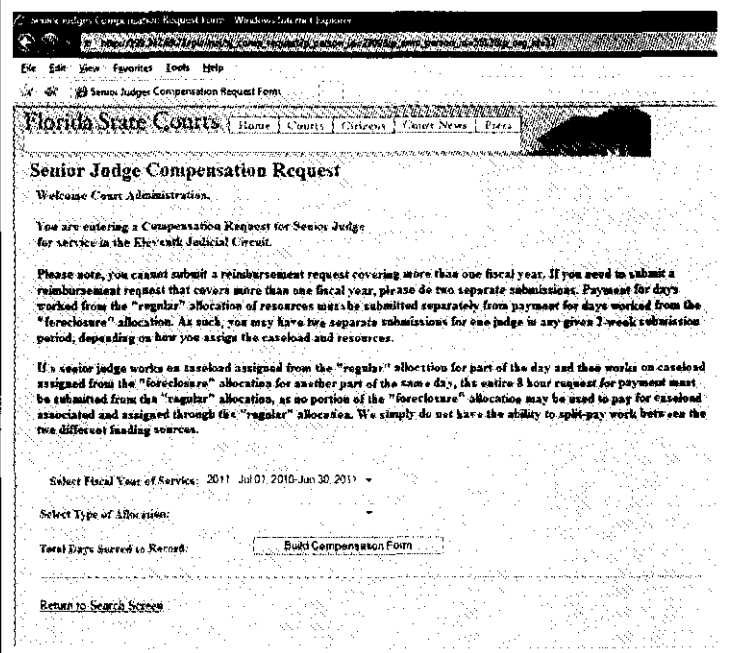 Senior Judges Compensation Request Form - Windows Internet Explorer
File Edit View Favorites Tools Help
Senior Judges Compensation Request Form
Florida State Courts Home Courts Citizens Court News Press
Senior Judge Compensation Request
Welcome Court Administration.
You are entering a Compensation Request for Senior Judge
for service in the Eleventh Judicial Circuit.
Please note, you cannot submit a reimbursement request covering more than one fiscal year. If you need to submit a
reimbursement request that covers more than one fiscal year, please do two separate submissions. Payment for days
worked from the "regular" allocation of resources must be submitted separately from payment for days worked from the
"foreclosure" allocation. As such, you may have two separate submissions for one judge in any given 2-week submission
period, depending on how you assign the caseload and resources.
If a senior judge works on caseload assigned from the "regular" allocation for part of the day and then works on caseload
assigned from the "foreclosure" allocation for another part of the same day, the entire 8 hour request for payment must
be submitted from the "regular" allocation, as no portion of the "foreclosure" allocation may be used to pay for caseload
associated and assigned through the "regular" allocation. We simply do not have the ability to split-pay work between the
two different funding sources.
Select Fiscal Year of Service: 2011 Jul 01, 2010-Jun 30, 2011
Select Type of Allocation:
Total Days Served to Record: Build Compensation Form
Return to Search Screen